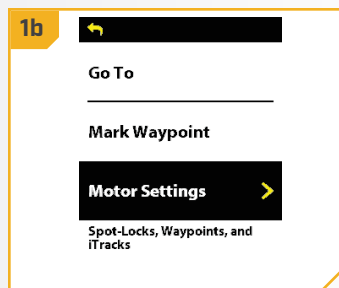 1b
Go To
Mark Waypoint
Motor Settings
Spot-Locks, Waypoints, and
iTracks